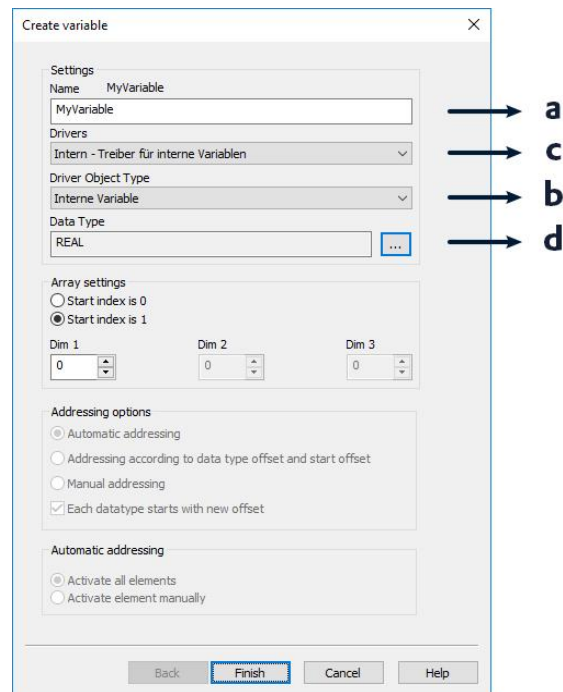 Create variable
Settings
Name MyVariable
MyVariable
a
Drivers
Intern - Treiber für interne Variablen
c
Driver Object Type
Interne Variable
b
Data Type
REAL
...
d
Array settings
Start index is 0
Start index is 1
Dim 1 Dim 2 Dim 3
0 0 0
Addressing options
Automatic addressing
Addressing according to data type offset and start offset
Manual addressing
Each datatype starts with new offset
Automatic addressing
Activate all elements
Activate element manually
Back Finish Cancel Help